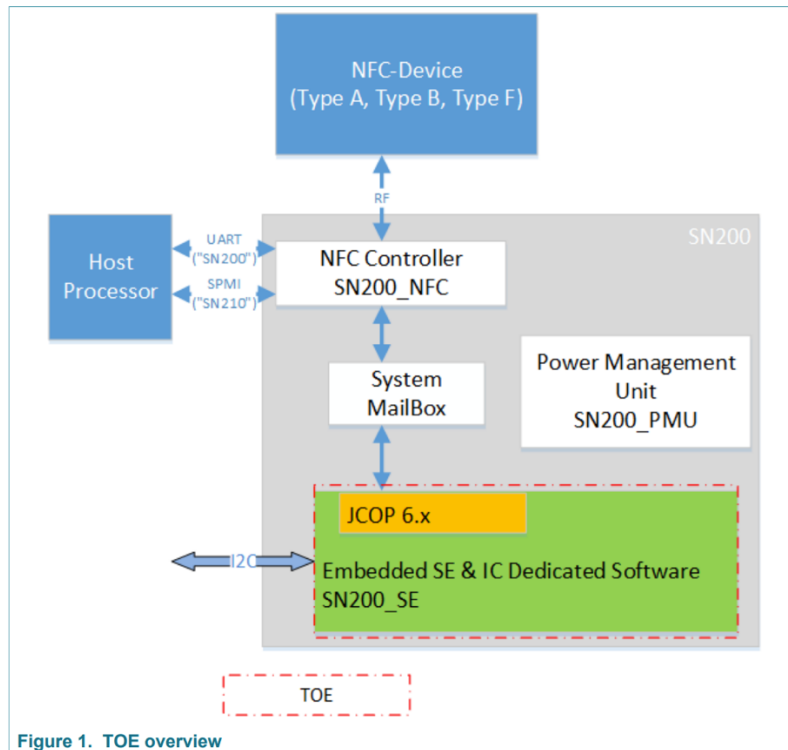 NFC-Device
(Type A, Type B, Type F)
RF
SN200
UART
("SN200")
Host
Processor
SPMI
("SN210")
NFC Controller
SN200_NFC
System
MailBox
Power Management
Unit
SN200_PMU
JCOP 6.x
I2C
Embedded SE & IC Dedicated Software
SN200_SE
TOE
Figure 1. TOE overview